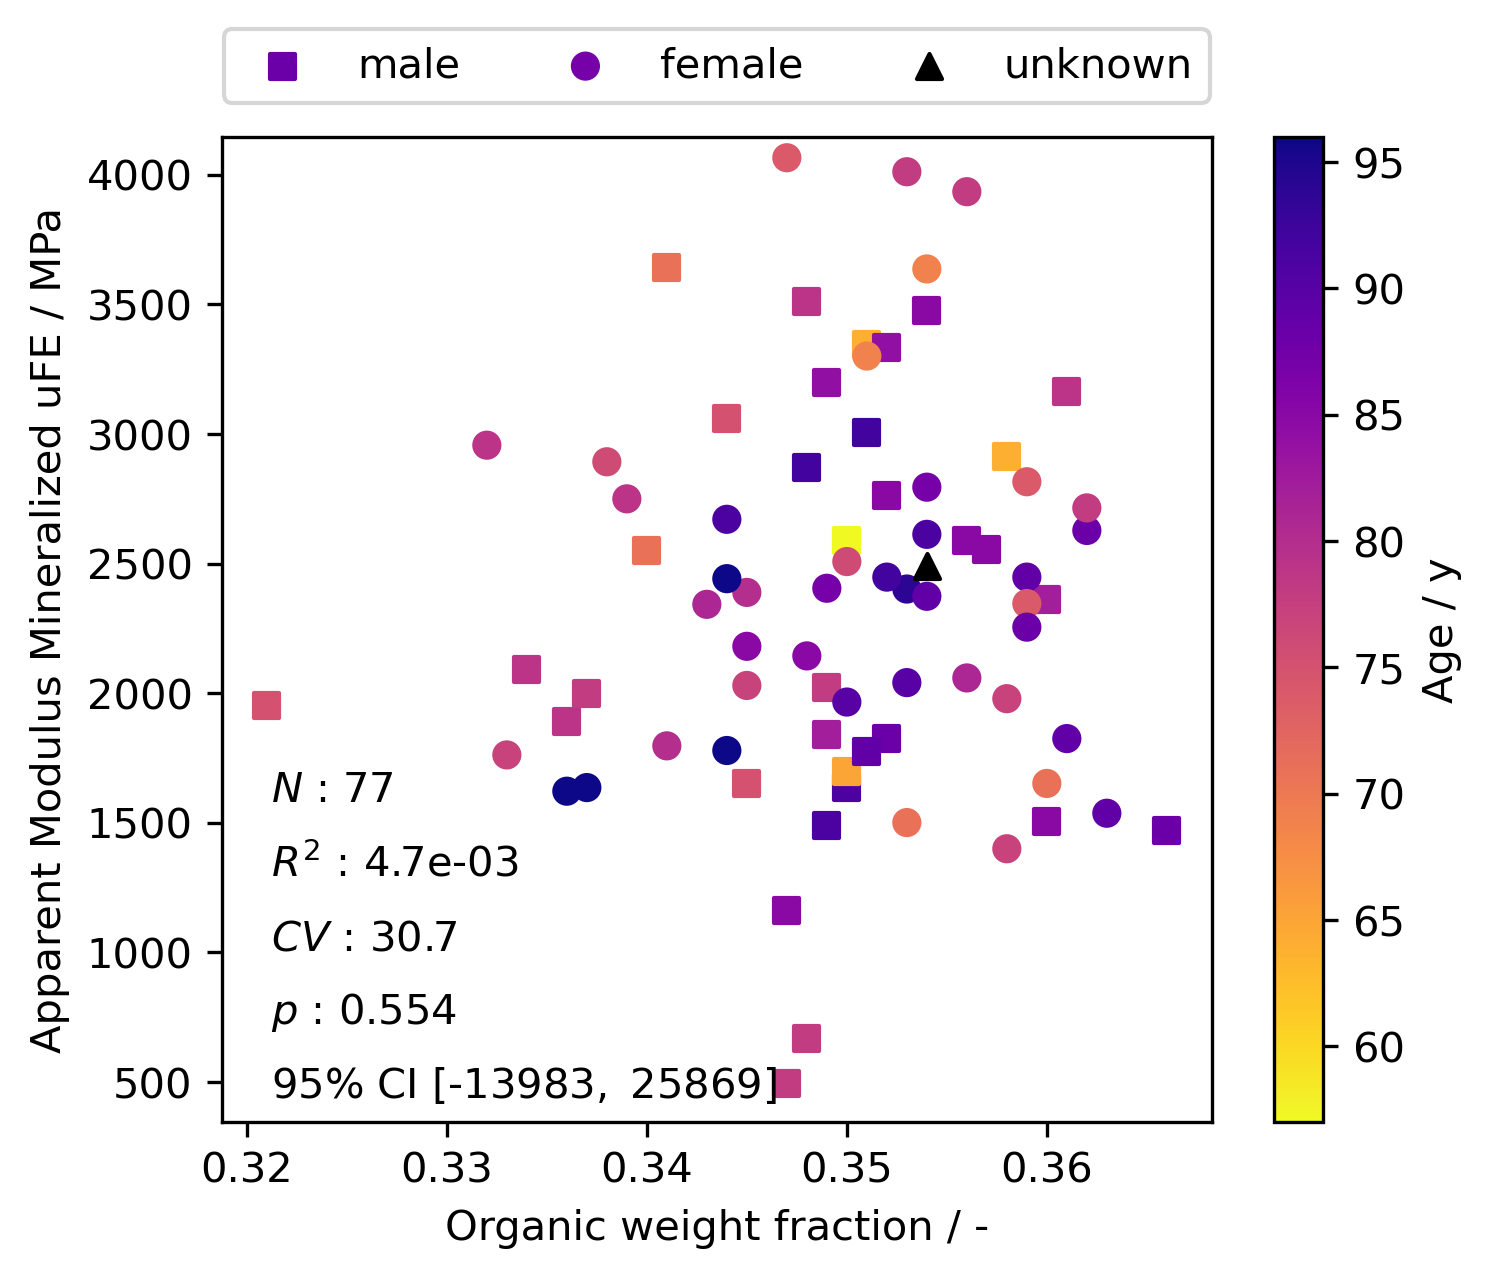 male female unknown
4000
3500
3000
2500
2000
1500
1000
500
Apparent Modulus Mineralized uFE / MPa
N : 77
R² : 4.7e-03
CV : 30.7
p : 0.554
95% CI [-13983, 25869]
0.32 0.33 0.34 0.35 0.36
Organic weight fraction / -
95
90
85
80
75
70
65
60
Age / y